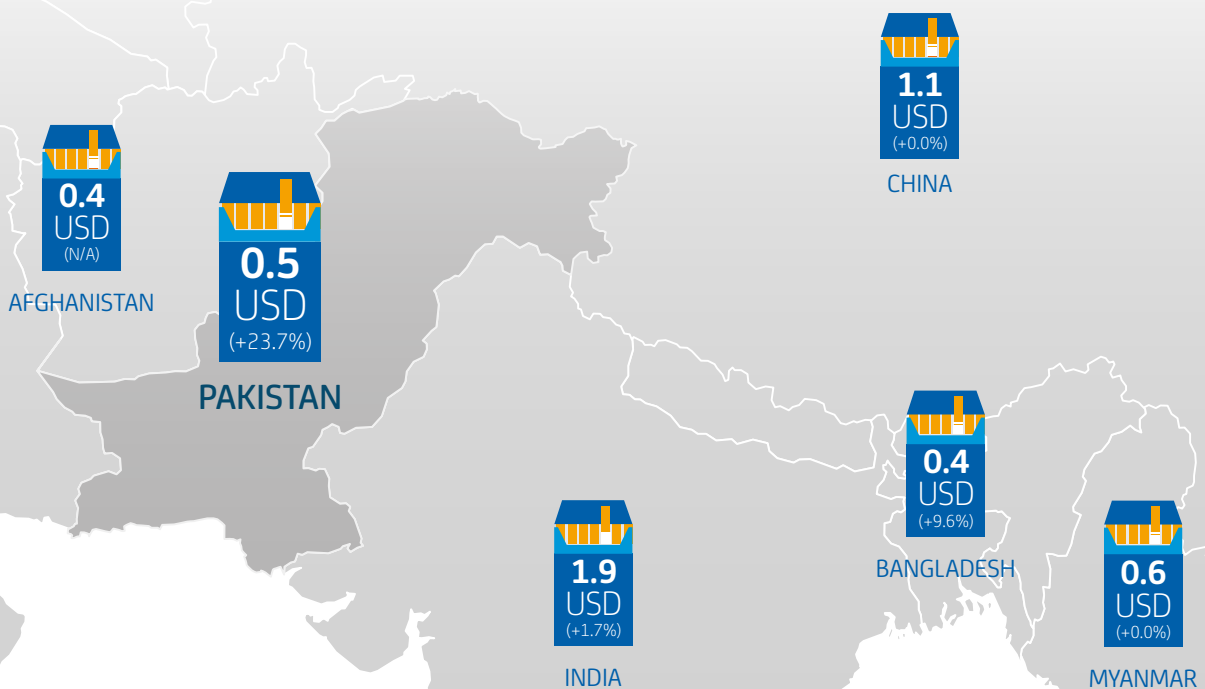 1.1
USD
(+0.0%)
CHINA
0.4
USD
(N/A)
AFGHANISTAN
0.5
USD
(+23.7%)
PAKISTAN
0.4
USD
(+9.6%)
BANGLADESH
1.9
USD
(+1.7%)
INDIA
0.6
USD
(+0.0%)
MYANMAR